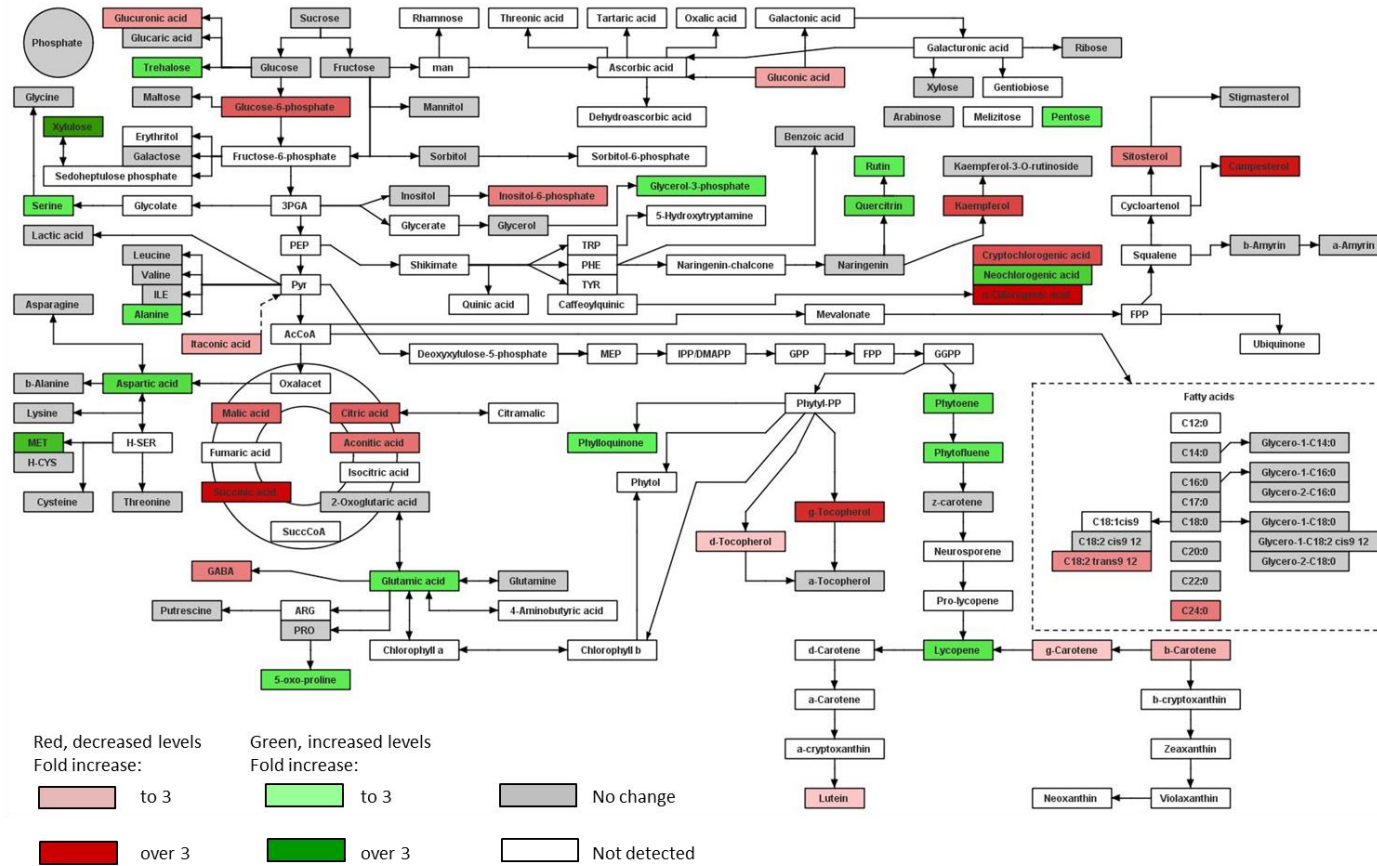 Glucuronic acid
Sucrose
Rhamnose
Threonic acid
Tartaric acid
Oxalic acid
Galactonic acid
Phosphate
Glucaric acid
Galacturonic acid
Ribose
Trehalose
Glucose
Fructose
man
Ascorbic acid
Gluconic acid
Xylose
Gentiobiose
Glycine
Maltose
Glucose-6-phosphate
Mannitol
Dehydroascorbic acid
Arabinose
Melizitose
Pentose
Stigmasterol
Xylulose
Erythritol
Benzoic acid
Galactose
Fructose-6-phosphate
Sorbitol
Sorbitol-6-phosphate
Rutin
Kaempferol-3-O-rutinoside
Sitosterol
Campesterol
Sedoheptulose phosphate
Inositol
Inositol-6-phosphate
Glycerol-3-phosphate
Serine
Glycolate
3PGA
Quercitrin
Kaempferol
Cycloartenol
5-Hydroxytryptamine
Glycerate
Glycerol
Lactic acid
PEP
TRP
Leucine
Shikimate
PHE
Naringenin-chalcone
Naringenin
Cryptochlorogenic acid
Squalene
b-Amyrin
a-Amyrin
Valine
Neochlorogenic acid
ILE
Pyr
TYR
n-Chlorogenic acid
Asparagine
Quinic acid
Caffeoylquinic
Alanine
Mevalonate
FPP
Itaconic acid
AcCoA
Ubiquinone
Deoxyxylulose-5-phosphate
MEP
IPP/DMAPP
GPP
FPP
GGPP
b-Alanine
Aspartic acid
Oxalacet
Fatty acids
Lysine
Malic acid
Citric acid
Citramalic
Phytyl-PP
Phytoene
C12:0
MET
H-SER
Fumaric acid
Aconitic acid
Phylloquinone
Phytofluene
C14:0
Glycero-1-C14:0
H-CYS
Isocitric acid
Glycero-1-C16:0
C16:0
Phytol
Cysteine
Threonine
Succinic acid
2-Oxoglutaric acid
z-carotene
C17:0
Glycero-2-C16:0
g-Tocopherol
C18:1cis9
C18:0
Glycero-1-C18:0
SuccCoA
d-Tocopherol
C18:2 cis9 12
Glycero-1-C18:2 cis9 12
Neurosporene
C18:2 trans9 12
C20:0
Glycero-2-C18:0
GABA
Glutamic acid
Glutamine
a-Tocopherol
C22:0
Putrescine
ARG
4-Aminobutyric acid
Pro-lycopene
C24:0
PRO
Chlorophyll a
Chlorophyll b
d-Carotene
Lycopene
g-Carotene
b-Carotene
5-oxo-proline
a-Carotene
b-cryptoxanthin
a-cryptoxanthin
Zeaxanthin
Lutein
Neoxanthin
Violaxanthin
Red, decreased levels
Fold increase:
Green, increased levels
Fold increase:
to 3
to 3
No change
over 3
over 3
Not detected